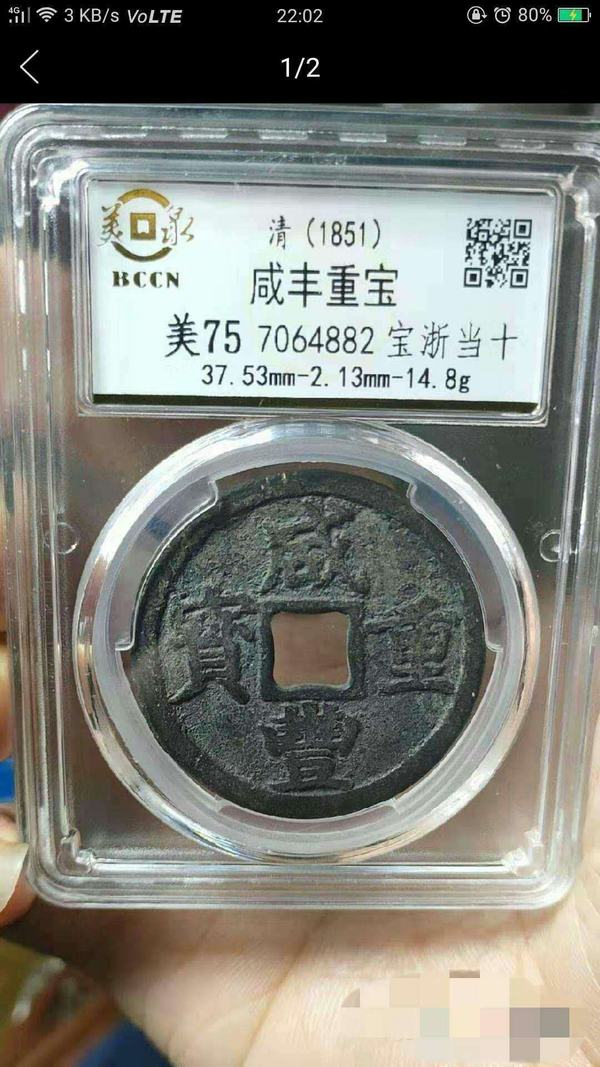 4G 3 KB/s VoLTE 22:02 80%
1/2
美泉
BCCN
清（1851）
咸丰重宝
美75 7064882 宝浙当十
37.53mm-2.13mm-14.8g
咸
寶 重
豐